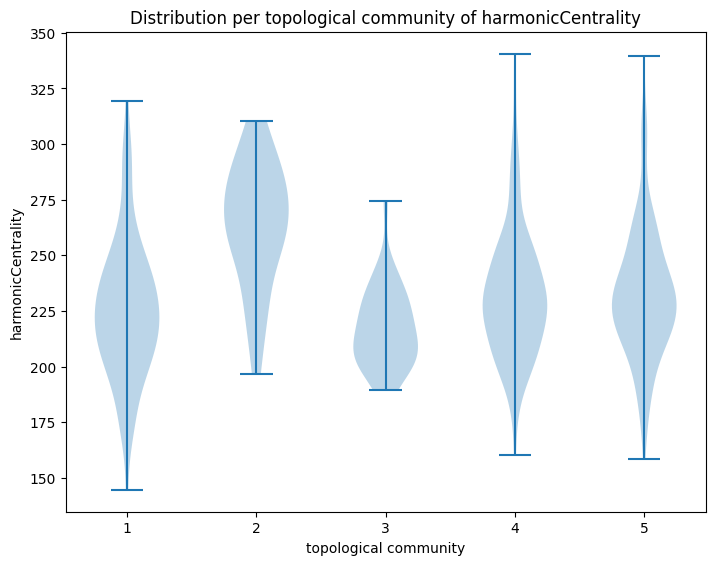 Distribution per topological community of harmonicCentrality
350
325
300
275
250
225
200
175
150
harmonicCentrality
1 2 3 4 5
topological community